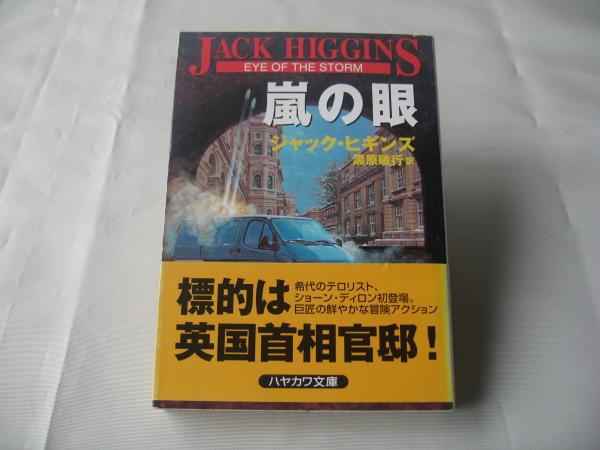 JACK HIGGINS
EYE OF THE STORM
嵐の眼
ジャック・ヒギンズ
黒原敏行 訳
標的は
希代のテロリスト、
ショーン・ディロン初登場。
巨匠の鮮やかな冒険アクション
英国首相官邸！
ハヤカワ文庫